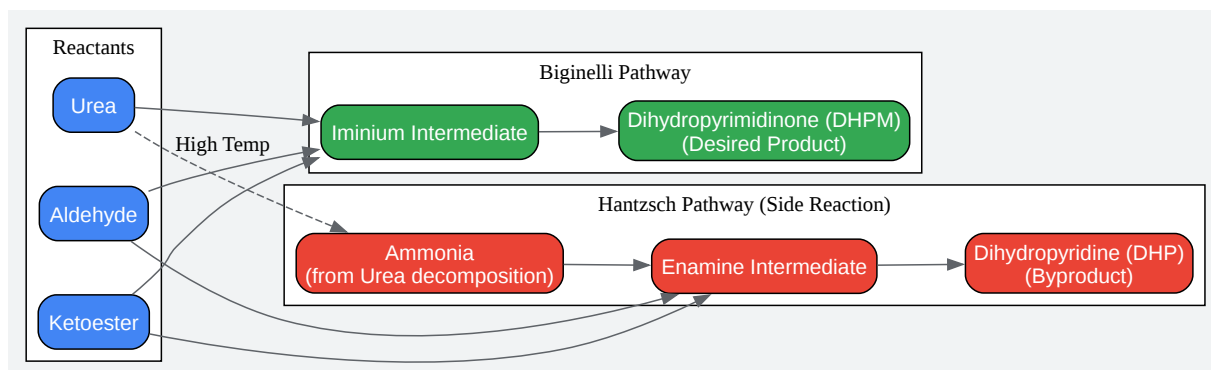 Reactants
Urea
Aldehyde
Ketoester
High Temp
Biginelli Pathway
Iminium Intermediate
Dihydropyrimidinone (DHPM)
(Desired Product)
Hantzsch Pathway (Side Reaction)
Ammonia
(from Urea decomposition)
Enamine Intermediate
Dihydropyridine (DHP)
(Byproduct)